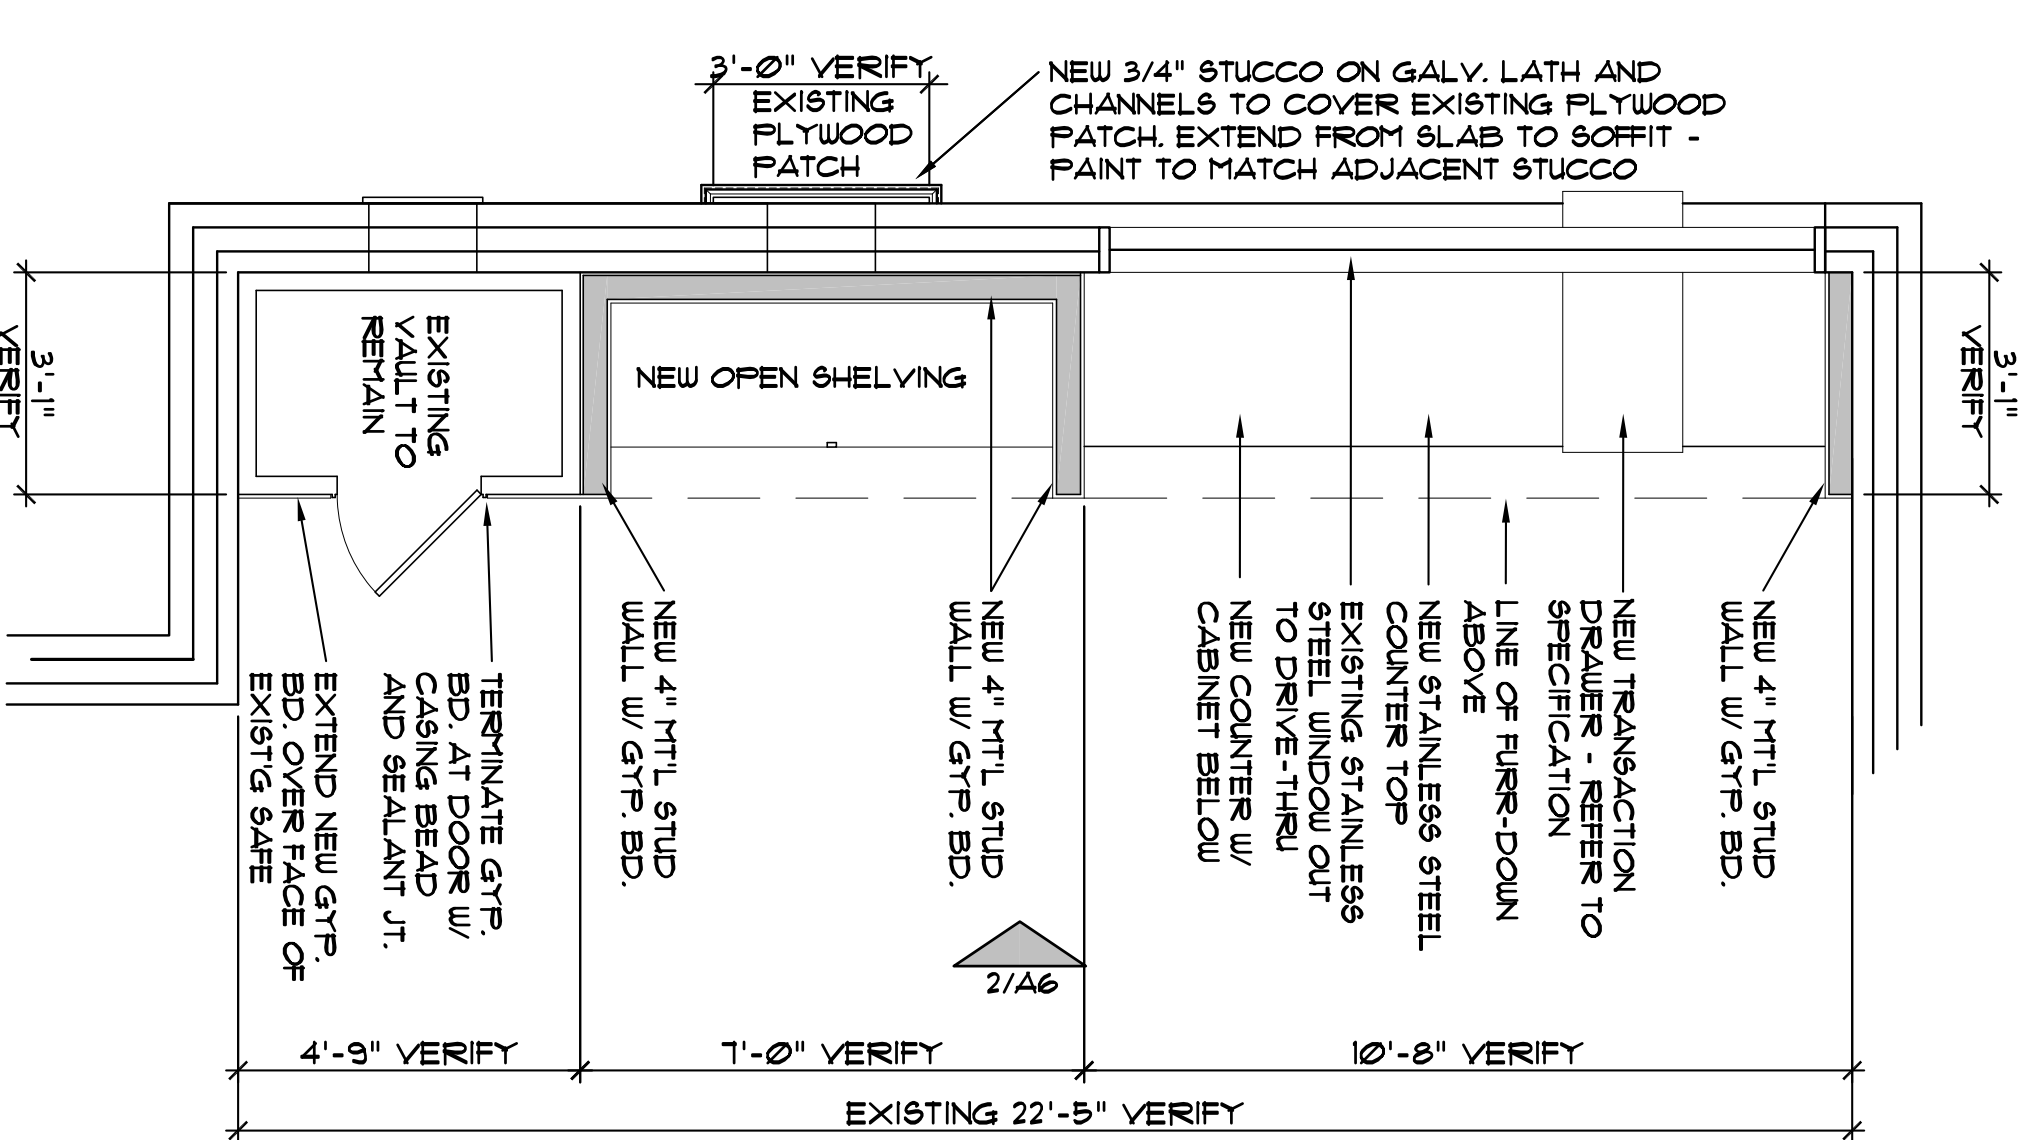 3'-0" VERIFY
EXISTING
PLYWOOD
PATCH
NEW 3/4" STUCCO ON GALV. LATH AND
CHANNELS TO COVER EXISTING PLYWOOD
PATCH. EXTEND FROM SLAB TO SOFFIT -
PAINT TO MATCH ADJACENT STUCCO
3'-1"
VERIFY
EXISTING
VAULT TO
REMAIN
NEW OPEN SHELVING
3'-1"
VERIFY
EXTEND NEW GYP.
BD. OVER FACE OF
EXIST'G SAFE
TERMINATE GYP.
BD. AT DOOR W/
CASING BEAD
AND SEALANT JT.
NEW 4" MT'L STUD
WALL W/ GYP. BD.
NEW 4" MT'L STUD
WALL W/ GYP. BD.
NEW COUNTER W/
CABINET BELOW
EXISTING STAINLESS
STEEL WINDOW OUT
TO DRIVE-THRU
NEW STAINLESS STEEL
COUNTER TOP
LINE OF FURR-DOWN
ABOVE
NEW TRANSACTION
DRAWER - REFER TO
SPECIFICATION
NEW 4" MT'L STUD
WALL W/ GYP. BD.
2/A6
4'-9" VERIFY
7'-0" VERIFY
10'-8" VERIFY
EXISTING 22'-5" VERIFY